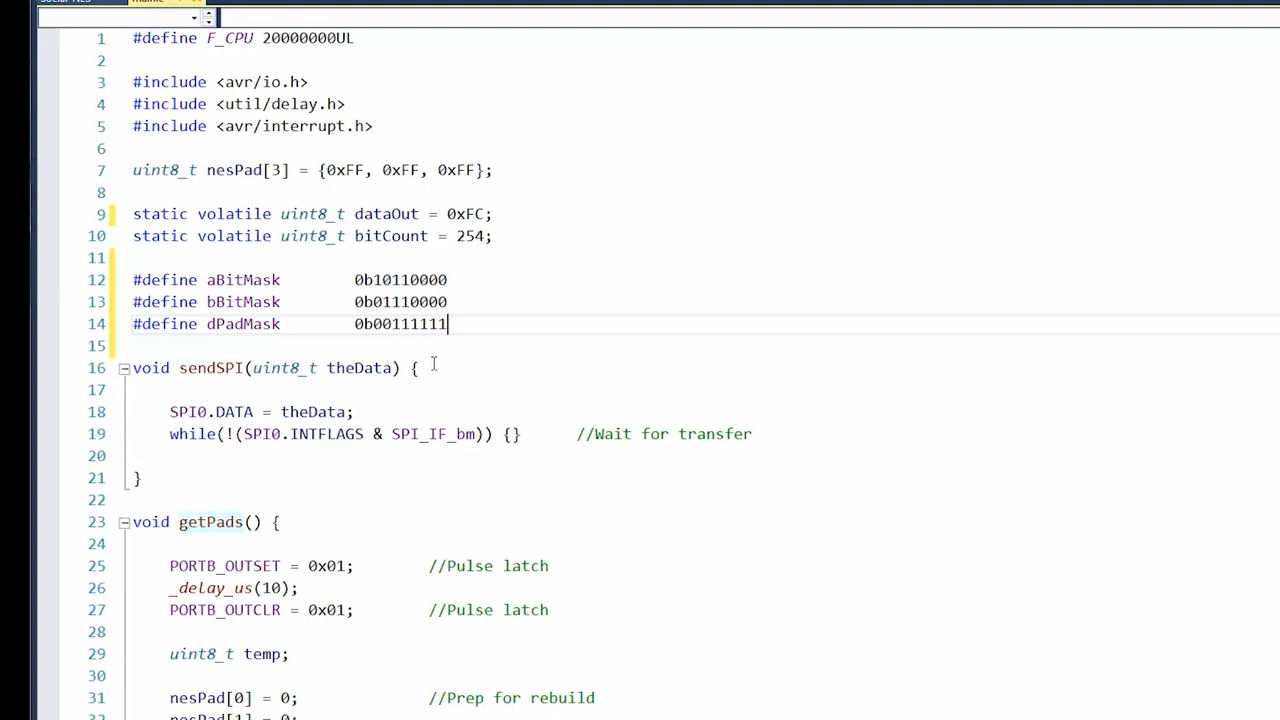 1 #define F_CPU 20000000UL
2
3 #include <avr/io.h>
4 #include <util/delay.h>
5 #include <avr/interrupt.h>
6
7 uint8_t nesPad[3] = {0xFF, 0xFF, 0xFF};
8
9 static volatile uint8_t dataOut = 0xFC;
10 static volatile uint8_t bitCount = 254;
11
12 #define aBitMask 0b10110000
13 #define bBitMask 0b01110000
14 #define dPadMask 0b00111111
15
16 void sendSPI(uint8_t theData) {
17
18 SPI0.DATA = theData;
19 while(!(SPI0.INTFLAGS & SPI_IF_bm)) {} //Wait for transfer
20
21 }
22
23 void getPads() {
24
25 PORTB_OUTSET = 0x01; //Pulse latch
26 _delay_us(10);
27 PORTB_OUTCLR = 0x01; //Pulse latch
28
29 uint8_t temp;
30
31 nesPad[0] = 0; //Prep for rebuild
32 nesPad[1] = 0;